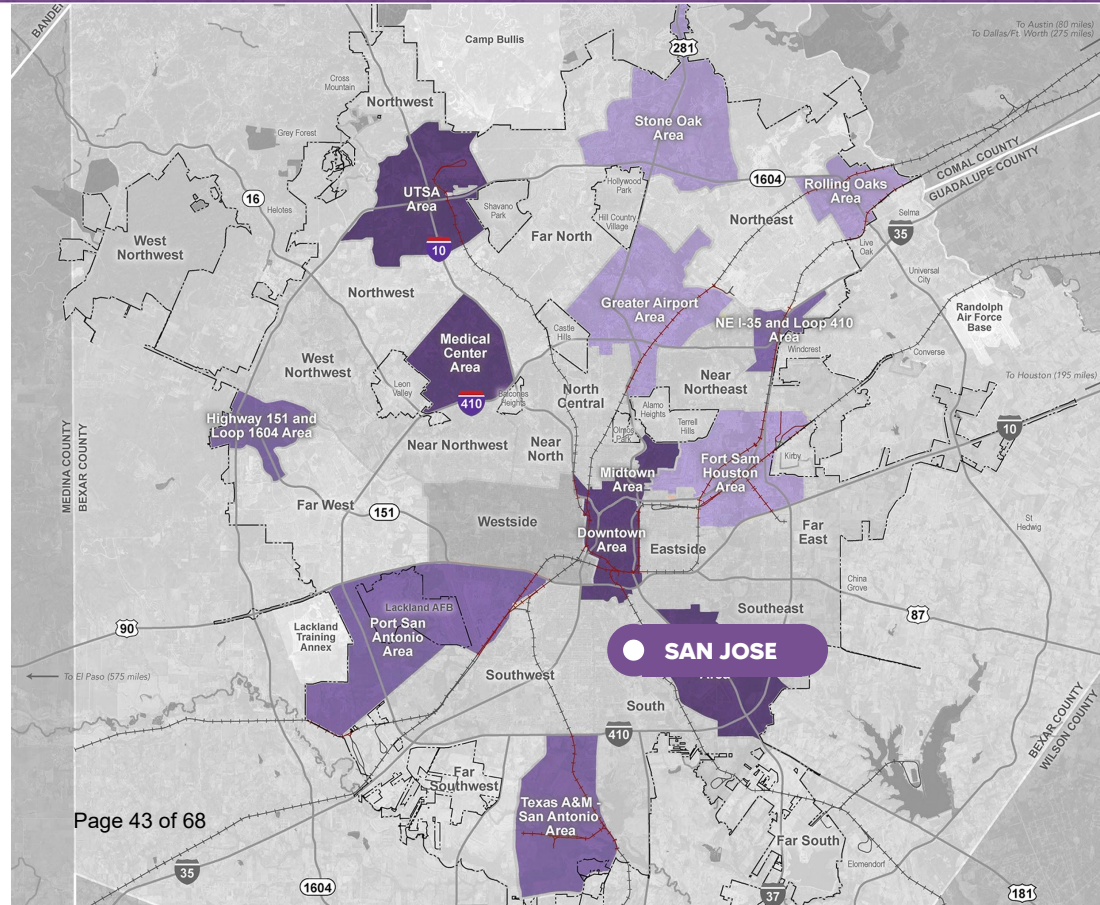 BANDER
Camp Bullis
281
To Austin (80 miles)
To Dallas/Ft. Worth (275 miles)
Cross
Mountain
Northwest
Stone Oak
Area
Grey Forest
COMAL COUNTY
GUADALUPE COUNTY
1604
Rolling Oaks
Area
UTSA
Area
Hollywood
Park
16
Helotes
Shavano
Park
Hill Country
Village
Northeast
Selma
35
Far North
West
Northwest
10
Live
Oak
Universal
City
Northwest
Greater Airport
Area
Randolph
Air Force
Base
NE I-35 and Loop 410
Area
Castle
Hills
Medical
Center
Area
Windcrest
Converse
West
Northwest
To Houston (195 miles)
Leon
Valley
North
Central
Near
Northeast
Balcones
Heights
410
Alamo
Heights
Highway 151 and
Loop 1604 Area
Terrell
Hills
Olmos
Park
10
Near Northwest
Near
North
Kirby
MEDINA COUNTY
BEXAR COUNTY
Midtown
Area
Fort Sam
Houston
Area
Far West
151
Westside
Downtown
Area
Eastside
Far
East
St
Hedwig
China
Grove
Lackland AFB
Southeast
87
90
Lackland
Training
Annex
Port San
Antonio
Area
SAN JOSE
Area
To El Paso (575 miles)
Southwest
South
410
BEXAR COUNTY
WILSON COUNTY
Far
Southwest
Texas A&M -
San Antonio
Area
Page 43 of 68
Far South
Elomendorf
35
1604
37
181